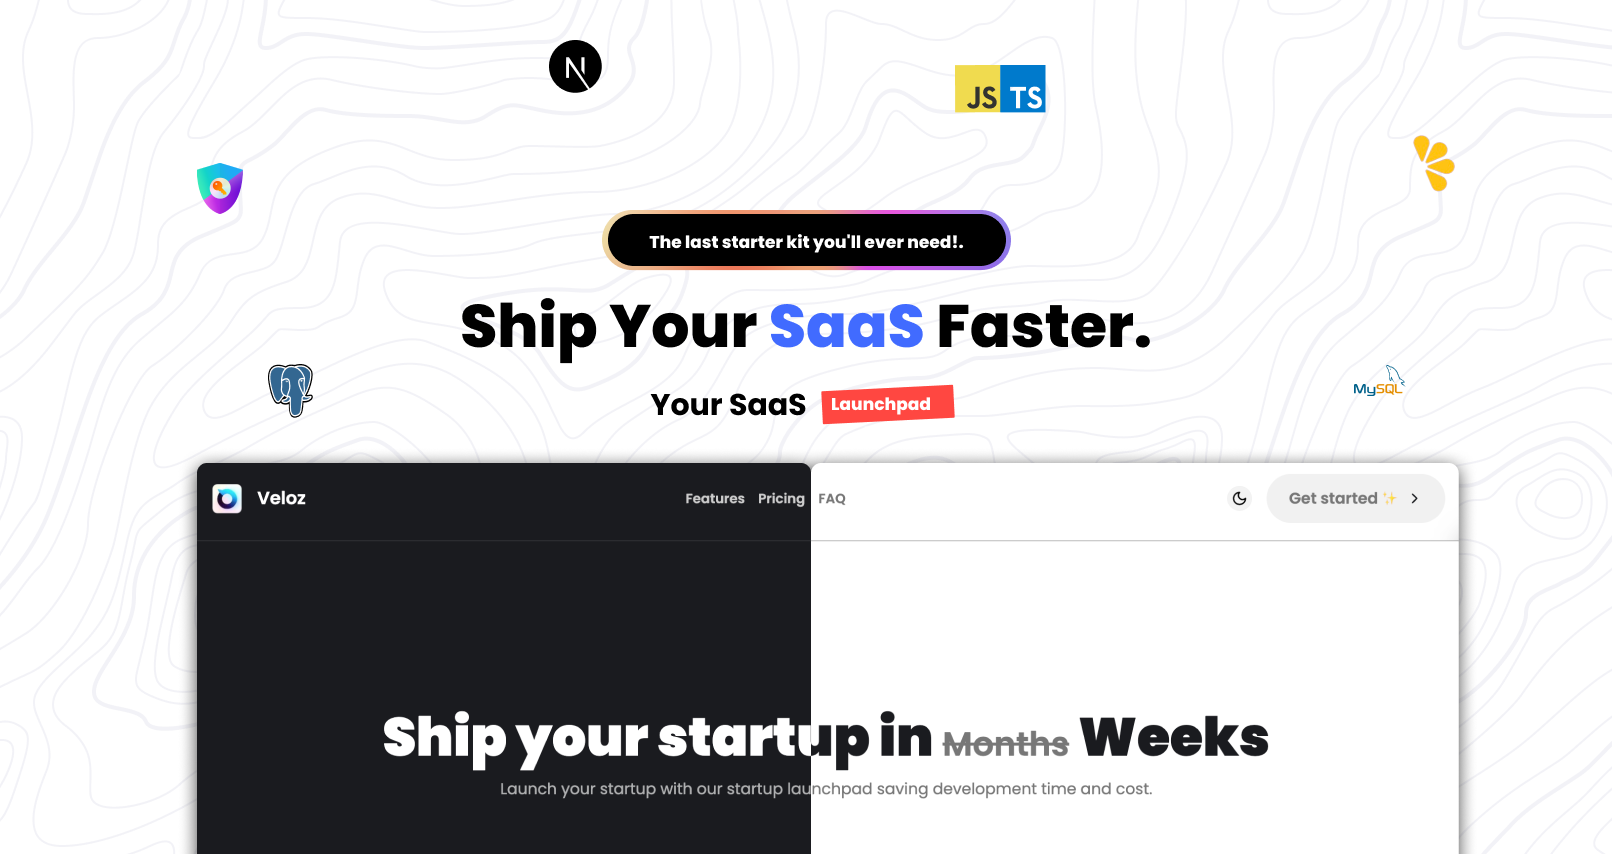 N
JS TS
The last starter kit you'll ever need!.
Ship Your SaaS Faster.
MySQL
Your SaaS Launchpad
Veloz
Features Pricing FAQ
Get started ✨
Ship your startup in Months Weeks
Launch your startup with our startup launchpad saving development time and cost.